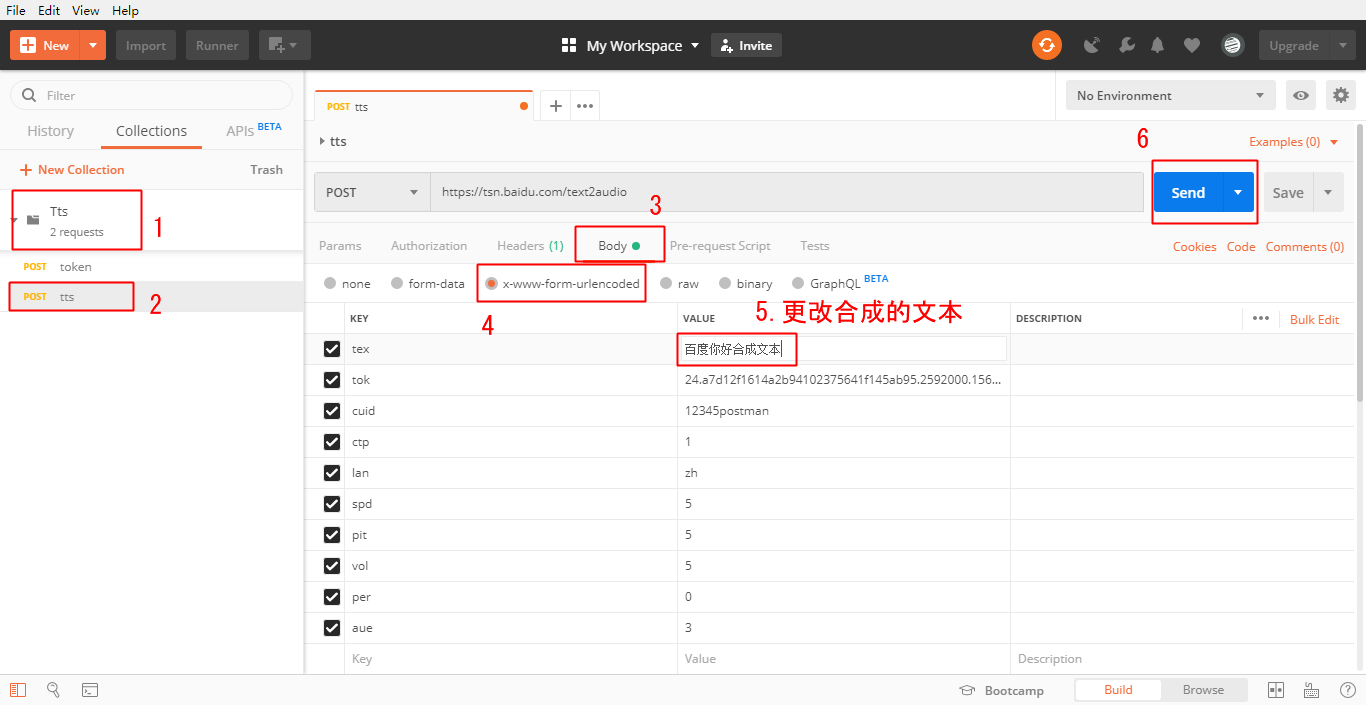 File Edit View Help
New Import Runner My Workspace Invite Upgrade
Filter
History Collections APIs BETA
New Collection Trash
Tts
2 requests
1
POST token
POST tts
2
POST tts
No Environment
tts
6
Examples (0)
POST https://tsn.baidu.com/text2audio Send Save
3
Params Authorization Headers (1) Body Pre-request Script Tests Cookies Code Comments (0)
none form-data x-www-form-urlencoded raw binary GraphQL BETA
4
5. 更改合成的文本
KEY VALUE DESCRIPTION Bulk Edit
tex 百度你好合成文本
tok 24.a7d12f1614a2b94102375641f145ab95.2592000.156...
cuid 12345postman
ctp 1
lan zh
spd 5
pit 5
vol 5
per 0
aue 3
Key Value Description
Bootcamp Build Browse